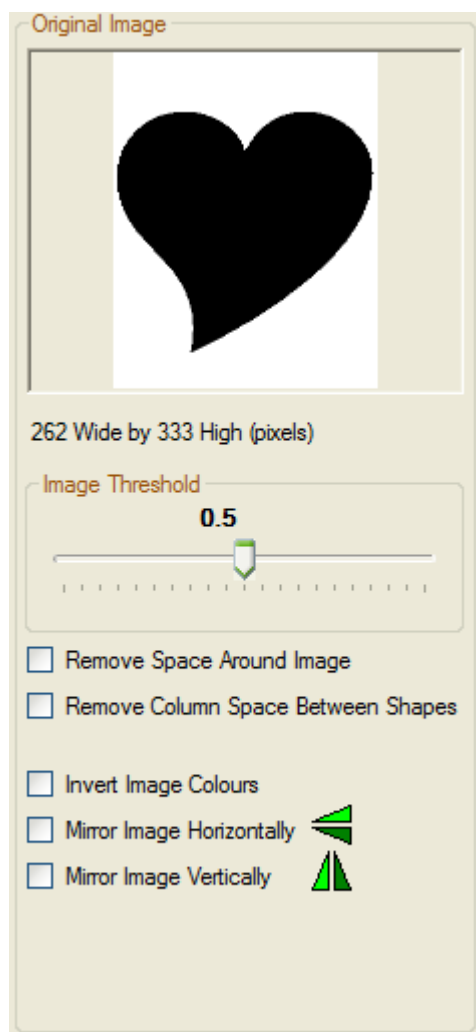 Original Image
262 Wide by 333 High (pixels)
Image Threshold
0.5
Remove Space Around Image
Remove Column Space Between Shapes
Invert Image Colours
Mirror Image Horizontally
Mirror Image Vertically